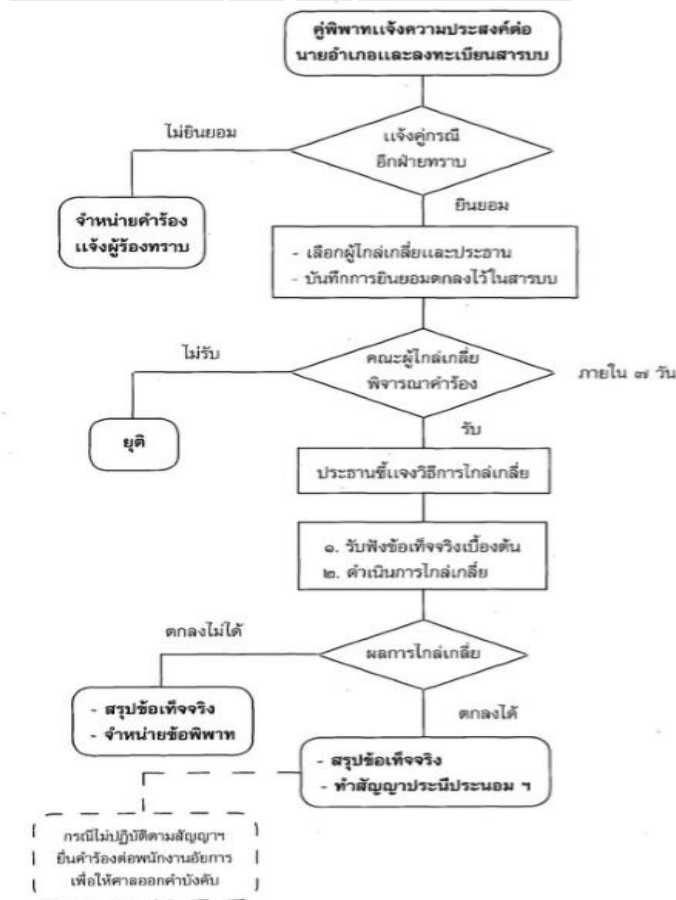 คู่พิพาทแจ้งความประสงค์ต่อ
นายอำเภอและลงทะเบียนสารบบ
ไม่ยินยอม
แจ้งคู่กรณี
อีกฝ่ายทราบ
ยินยอม
จำหน่ายคำร้อง
แจ้งผู้ร้องทราบ
- เลือกผู้ไกล่เกลี่ยและประธาน
- บันทึกการยินยอมตกลงไว้ในสารบบ
ไม่รับ
คณะผู้ไกล่เกลี่ย
พิจารณาคำร้อง
ภายใน ๗ วัน
รับ
ยุติ
ประธานชี้แจงวิธีการไกล่เกลี่ย
๑. รับฟังข้อเท็จจริงเบื้องต้น
๒. ดำเนินการไกล่เกลี่ย
ตกลงไม่ได้
ผลการไกล่เกลี่ย
ตกลงได้
- สรุปข้อเท็จจริง
- จำหน่ายข้อพิพาท
- สรุปข้อเท็จจริง
- ทำสัญญาประนีประนอม ฯ
กรณีไม่ปฏิบัติตามสัญญาฯ
ยื่นคำร้องต่อพนักงานอัยการ
เพื่อให้ศาลออกคำบังคับ